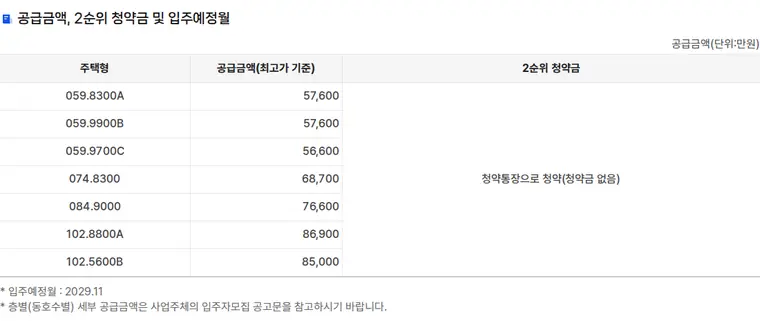 공급금액, 2순위 청약금 및 입주예정월
공급금액(단위:만원)
주택형 공급금액(최고가 기준) 2순위 청약금
059.8300A 57,600
059.9900B 57,600
059.9700C 56,600
074.8300 68,700 청약통장으로 청약(청약금 없음)
084.9000 76,600
102.8800A 86,900
102.5600B 85,000
* 입주예정월 : 2029.11
* 층별(동호수별) 세부 공급금액은 사업주체의 입주자모집 공고문을 참고하시기 바랍니다.